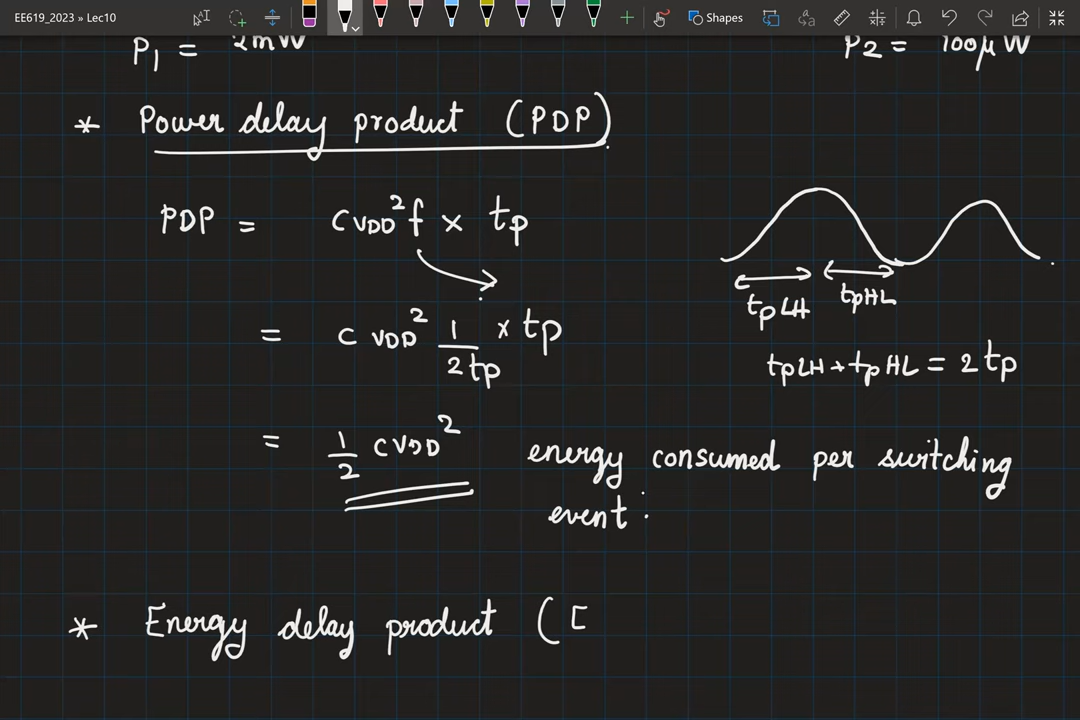 EE619_2023 » Lec10
Shapes
P1 = 2mW
P2 = 100μW
* Power delay product (PDP)
PDP = CVDD²f × tp
tpLH tpHL
= C VDD² 1/2tp × tp
tpLH + tpHL = 2tp
= 1/2 CVDD² energy consumed per switching
event.
* Energy delay product (E